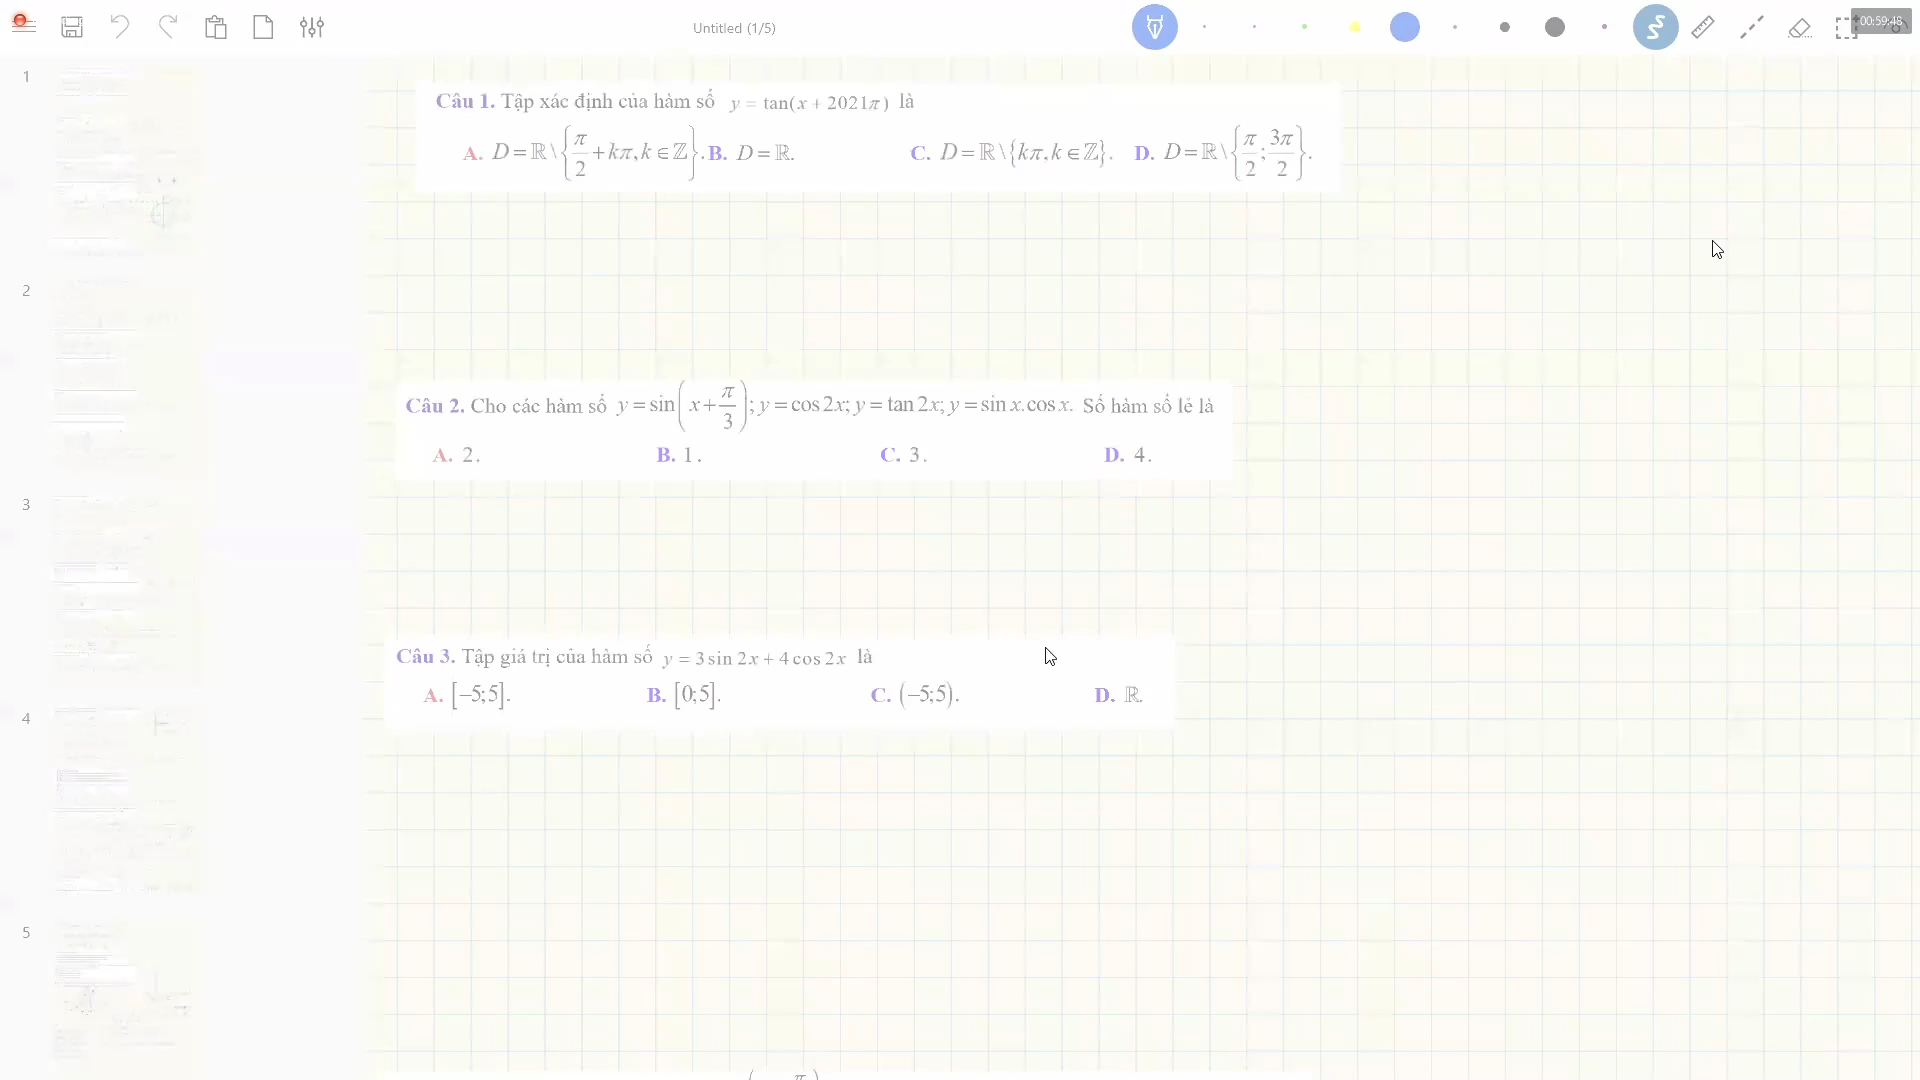 Untitled (1/5)
00:59:48
1
Câu 1. Tập xác định của hàm số y = tan(x + 2021π) là
A. D = ℝ \ {π/2 + kπ, k ∈ ℤ}. B. D = ℝ. C. D = ℝ \ {kπ, k ∈ ℤ}. D. D = ℝ \ {π/2; 3π/2}.
2
Câu 2. Cho các hàm số y = sin(x + π/3); y = cos 2x; y = tan 2x; y = sin x.cos x. Số hàm số lẻ là
A. 2. B. 1. C. 3. D. 4.
3
Câu 3. Tập giá trị của hàm số y = 3 sin 2x + 4 cos 2x là
A. [−5;5]. B. [0;5]. C. (−5;5). D. ℝ.
4
5